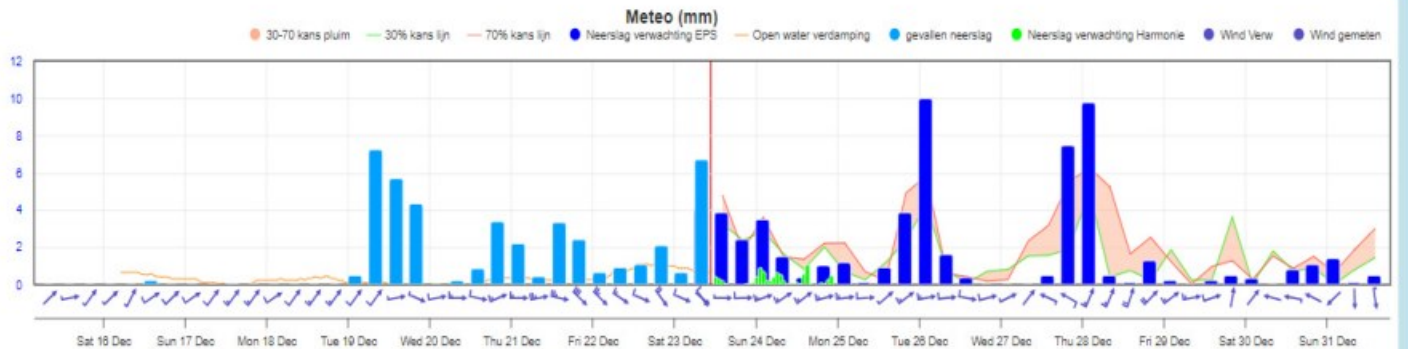 Meteo (mm)
30-70 kans pluim 30% kans lijn 70% kans lijn Neerslag verwachting EPS Open water verdamping gevallen neerslag Neerslag verwachting Harmonie Wind Verw Wind gemeten
12
10
8
6
4
2
0
Sat 16 Dec Sun 17 Dec Mon 18 Dec Tue 19 Dec Wed 20 Dec Thu 21 Dec Fri 22 Dec Sat 23 Dec Sun 24 Dec Mon 25 Dec Tue 26 Dec Wed 27 Dec Thu 28 Dec Fri 29 Dec Sat 30 Dec Sun 31 Dec